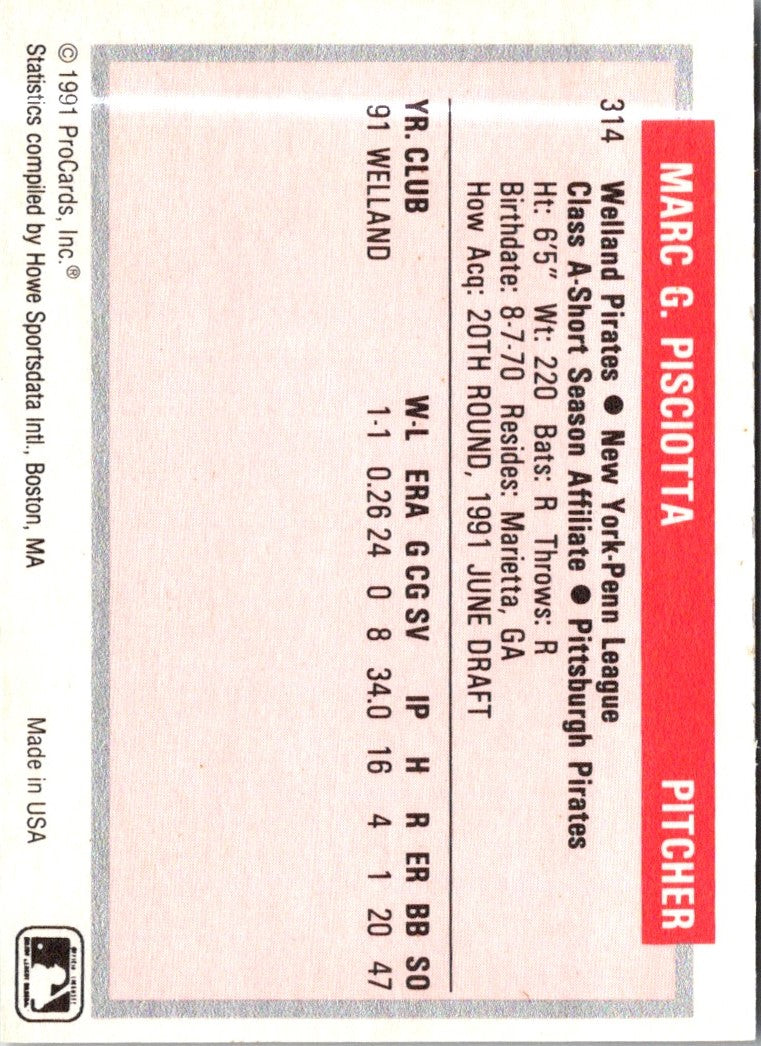 MARC G. PISCIOTTA PITCHER
314 Welland Pirates ● New York-Penn League
Class A-Short Season Affiliate ● Pittsburgh Pirates
Ht: 6'5" Wt: 220 Bats: R Throws: R
Birthdate: 8-7-70 Resides: Marietta, GA
How Acq: 20TH ROUND, 1991 JUNE DRAFT
YR. CLUB W-L ERA G CG SV IP H R ER BB SO
91 WELLAND 1-1 0.26 24 0 8 34.0 16 4 1 20 47
© 1991 ProCards, Inc.®
Statistics compiled by Howe Sportsdata Intl., Boston, MA Made in USA